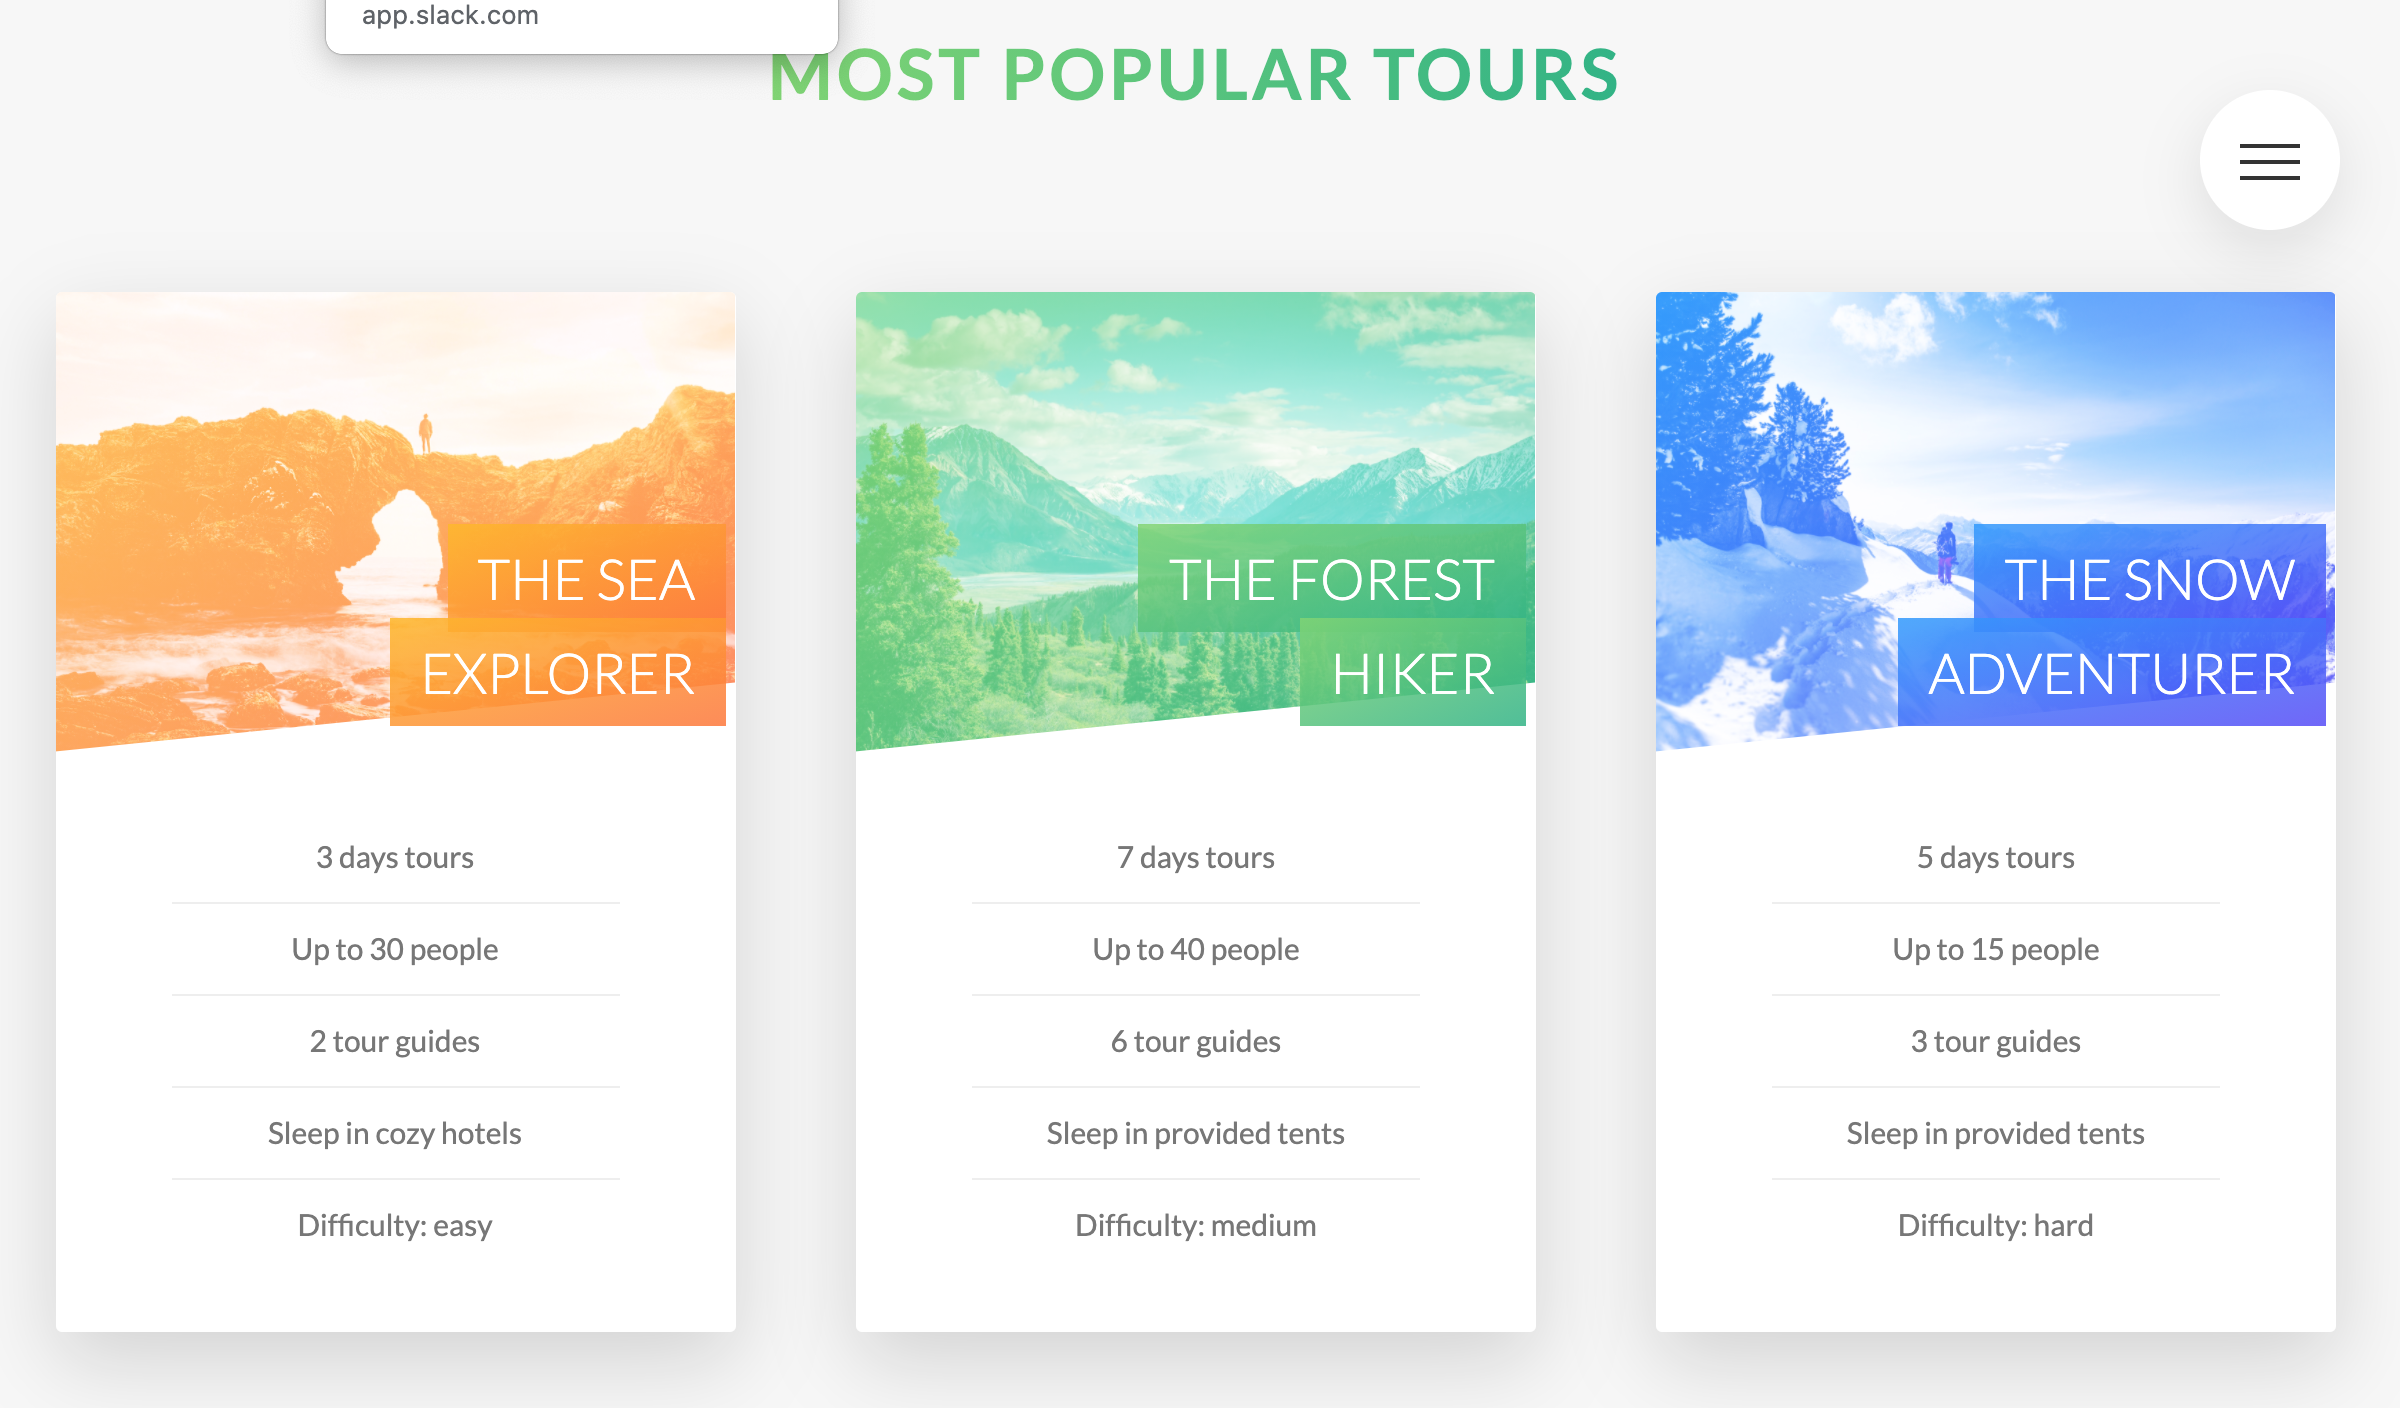 app.slack.com
MOST POPULAR TOURS
THE SEA
EXPLORER
3 days tours
Up to 30 people
2 tour guides
Sleep in cozy hotels
Difficulty: easy
THE FOREST
HIKER
7 days tours
Up to 40 people
6 tour guides
Sleep in provided tents
Difficulty: medium
THE SNOW
ADVENTURER
5 days tours
Up to 15 people
3 tour guides
Sleep in provided tents
Difficulty: hard